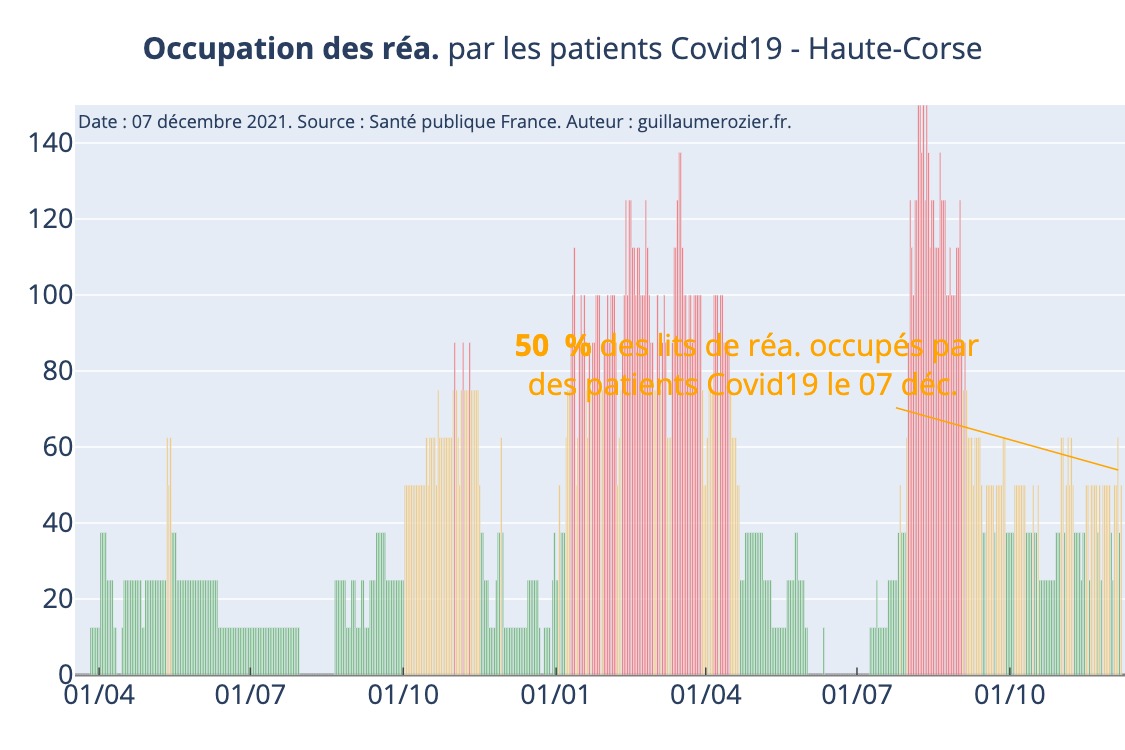 Occupation des réa. par les patients Covid19 - Haute-Corse
Date : 07 décembre 2021. Source : Santé publique France. Auteur : guillaumerozier.fr.
140
120
100
80
60
40
20
0
50 % des lits de réa. occupés par
des patients Covid19 le 07 déc.
01/04 01/07 01/10 01/01 01/04 01/07 01/10